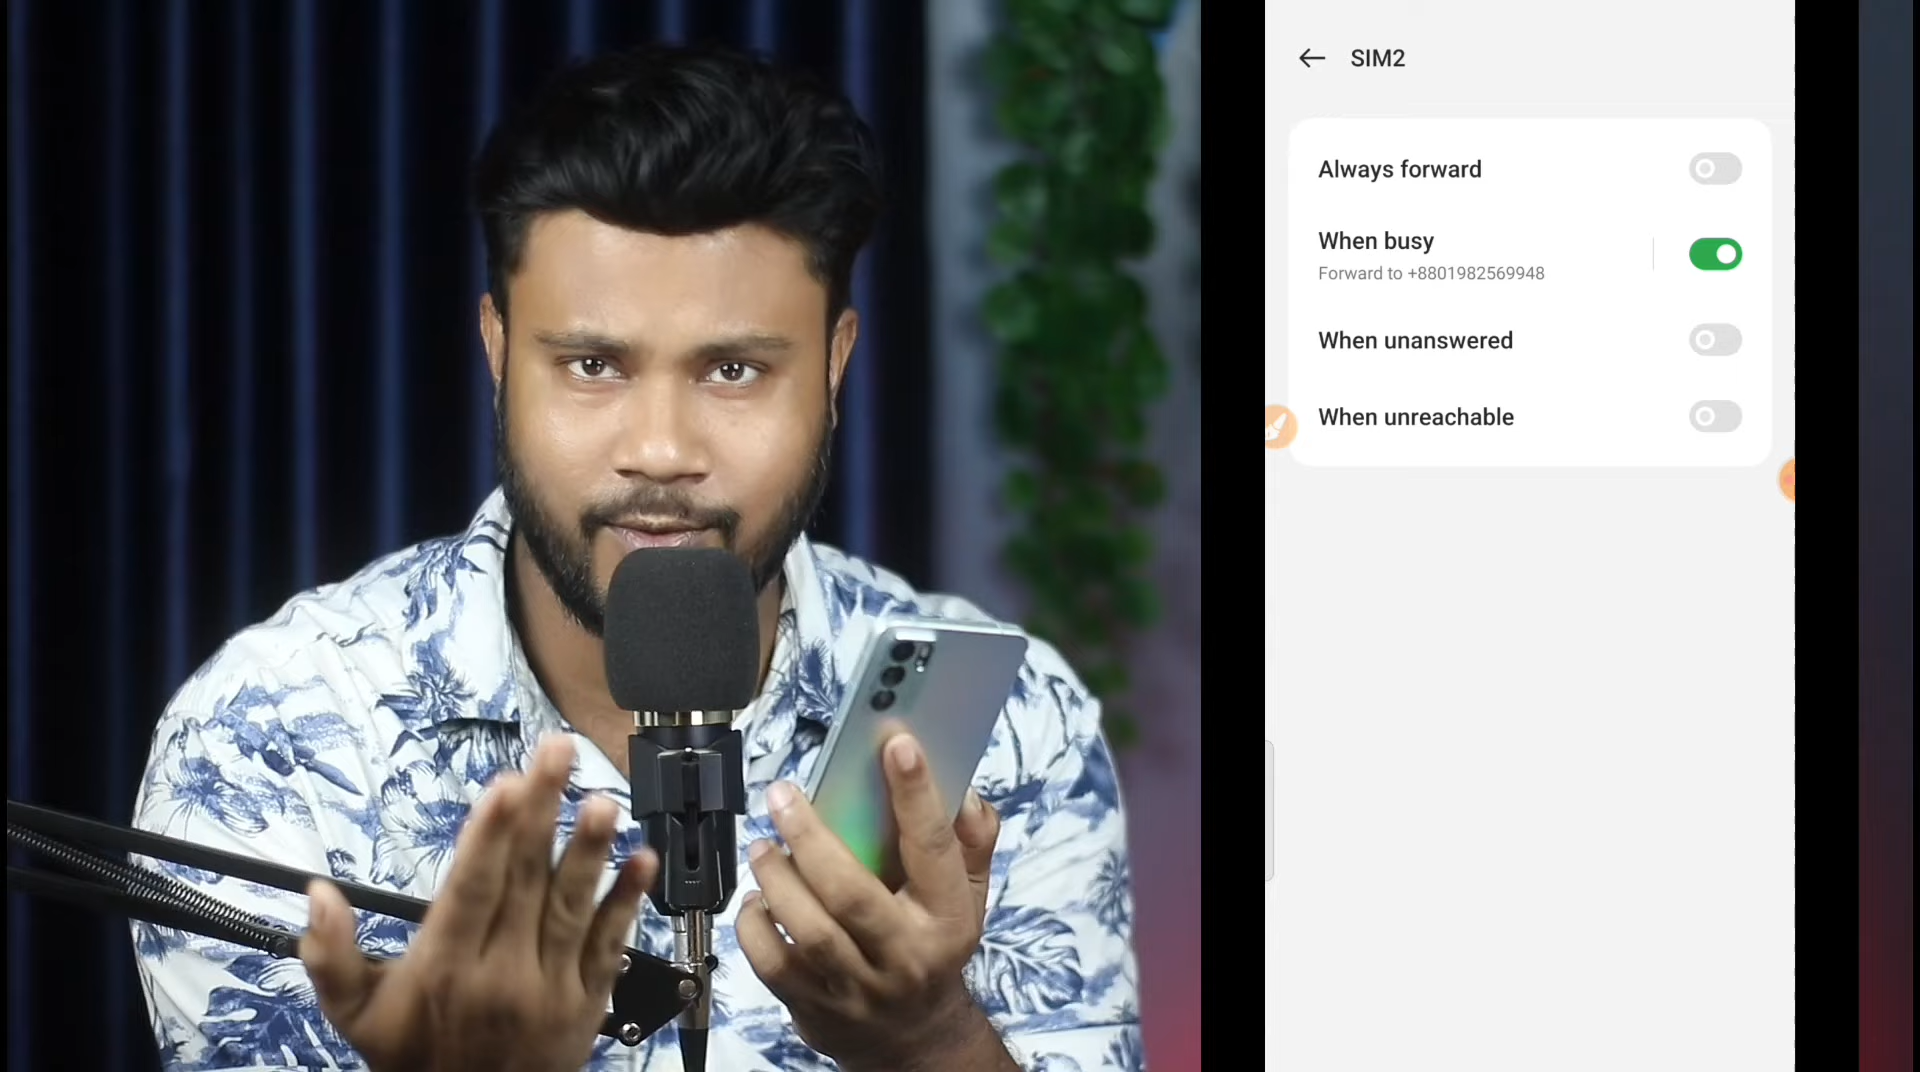 SIM2
Always forward
When busy
Forward to +8801982569948
When unanswered
When unreachable